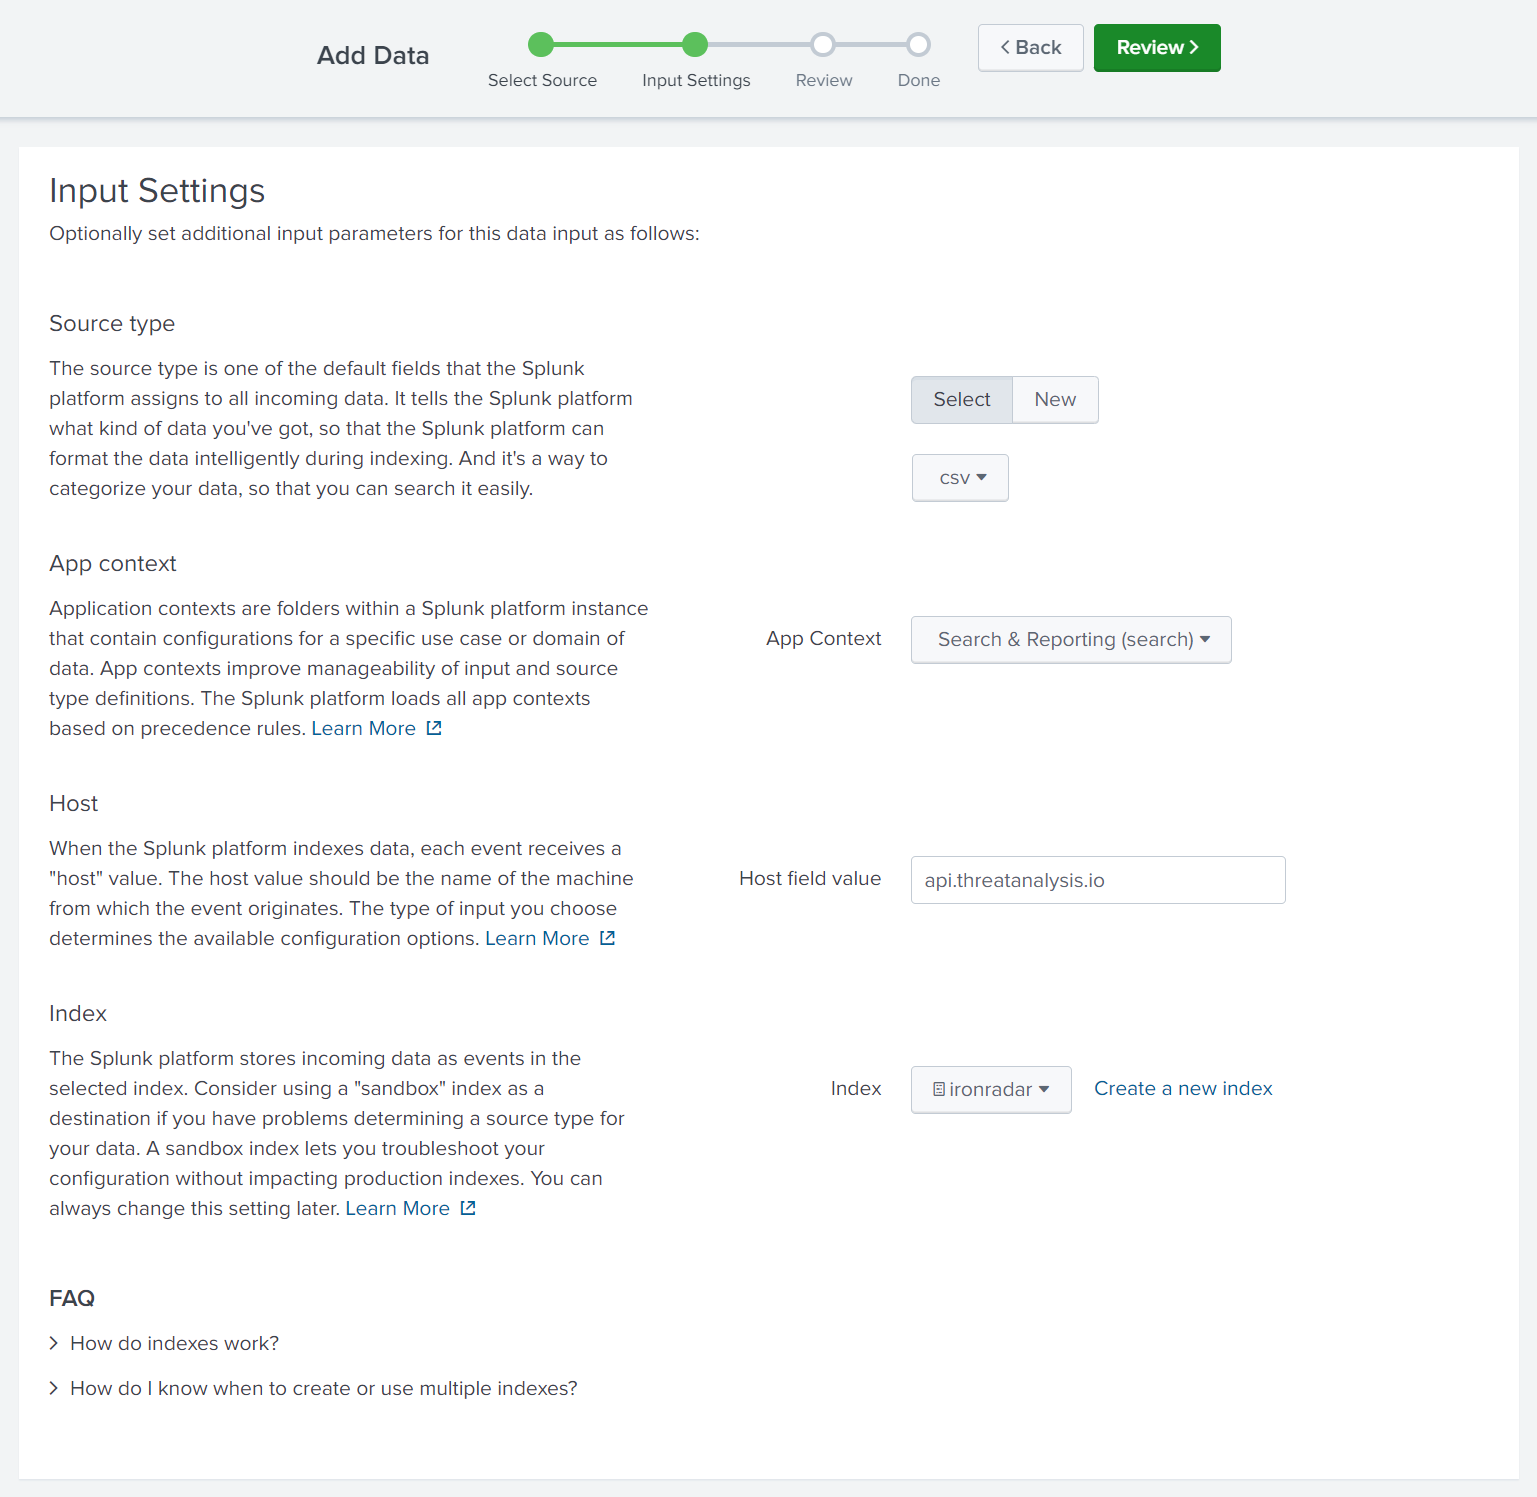 Add Data
Select Source
Input Settings
Review
Done
Back
Review
Input Settings
Optionally set additional input parameters for this data input as follows:
Source type
The source type is one of the default fields that the Splunk
platform assigns to all incoming data. It tells the Splunk platform
what kind of data you've got, so that the Splunk platform can
format the data intelligently during indexing. And it's a way to
categorize your data, so that you can search it easily.
Select
New
csv
App context
Application contexts are folders within a Splunk platform instance
that contain configurations for a specific use case or domain of
data. App contexts improve manageability of input and source
type definitions. The Splunk platform loads all app contexts
based on precedence rules. Learn More
App Context
Search & Reporting (search)
Host
When the Splunk platform indexes data, each event receives a
"host" value. The host value should be the name of the machine
from which the event originates. The type of input you choose
determines the available configuration options. Learn More
Host field value
api.threatanalysis.io
Index
The Splunk platform stores incoming data as events in the
selected index. Consider using a "sandbox" index as a
destination if you have problems determining a source type for
your data. A sandbox index lets you troubleshoot your
configuration without impacting production indexes. You can
always change this setting later. Learn More
Index
ironradar
Create a new index
FAQ
How do indexes work?
How do I know when to create or use multiple indexes?